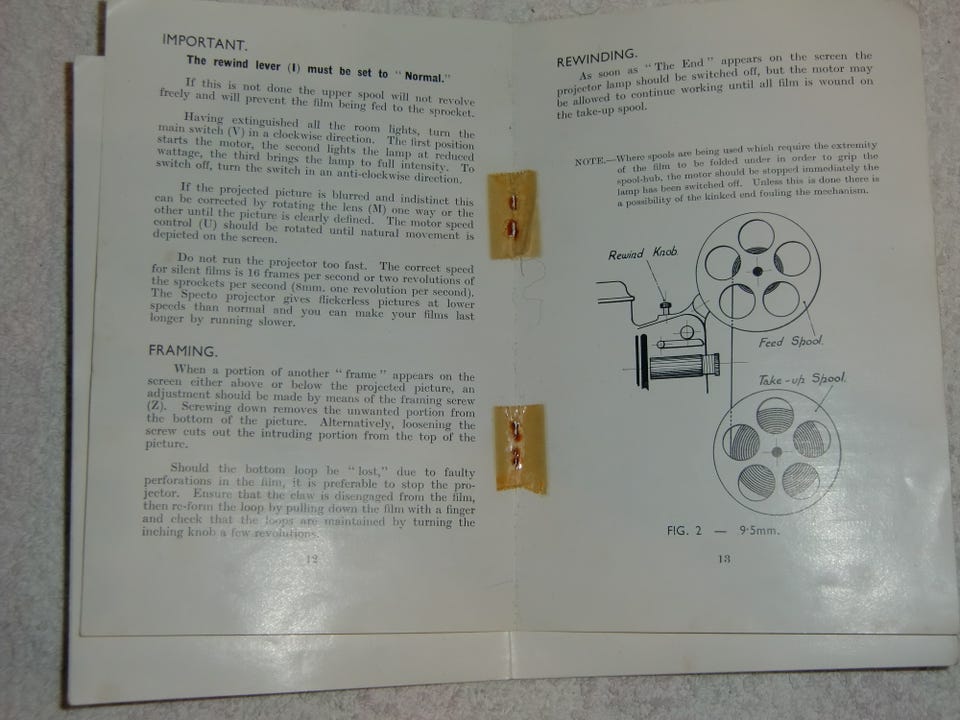 IMPORTANT.
The rewind lever (I) must be set to "Normal."
If this is not done the upper spool will not revolve
freely and will prevent the film being fed to the sprocket.
Having extinguished all the room lights, turn the
main switch (V) in a clockwise direction. The first position
starts the motor, the second lights the lamp at reduced
wattage, the third brings the lamp to full intensity. To
switch off, turn the switch in an anti-clockwise direction.
If the projected picture is blurred and indistinct this
can be corrected by rotating the lens (M) one way or the
other until the picture is clearly defined. The motor speed
control (U) should be rotated until natural movement is
depicted on the screen.
Do not run the projector too fast. The correct speed
for silent films is 16 frames per second or two revolutions of
the sprockets per second (8mm. one revolution per second).
The Specto projector gives flickerless pictures at lower
speeds than normal and you can make your films last
longer by running slower.
FRAMING.
When a portion of another "frame" appears on the
screen either above or below the projected picture, an
adjustment should be made by means of the framing screw
(Z). Screwing down removes the unwanted portion from
the bottom of the picture. Alternatively, loosening the
screw cuts out the intruding portion from the top of the
picture.
Should the bottom loop be "lost," due to faulty
perforations in the film, it is preferable to stop the pro-
jector. Ensure that the claw is disengaged from the film,
then re-form the loop by pulling down the film with a finger
and check that the loops are maintained by turning the
inching knob a few revolutions.
12
REWINDING.
As soon as "The End" appears on the screen the
projector lamp should be switched off, but the motor may
be allowed to continue working until all film is wound on
the take-up spool.
NOTE.—Where spools are being used which require the extremity
of the film to be folded under in order to grip the
spool-hub, the motor should be stopped immediately the
lamp has been switched off. Unless this is done there is
a possibility of the kinked end fouling the mechanism.
Rewind Knob.
Feed Spool.
Take-up Spool.
FIG. 2 — 9·5mm.
13